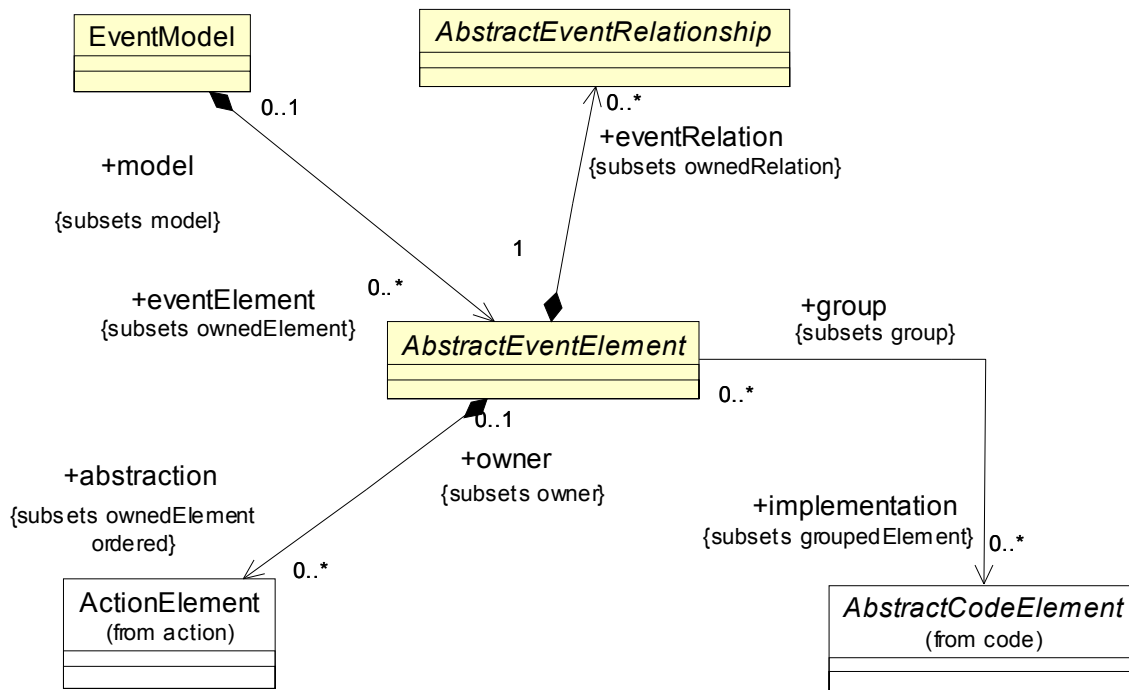 EventModel
AbstractEventRelationship
0..1
0..*
+model
+eventRelation
{subsets ownedRelation}
{subsets model}
1
+eventElement
{subsets ownedElement}
0..*
+group
{subsets group}
AbstractEventElement
0..*
0..1
+owner
{subsets owner}
+abstraction
{subsets ownedElement
ordered}
+implementation
{subsets groupedElement}
0..*
0..*
ActionElement
(from action)
AbstractCodeElement
(from code)